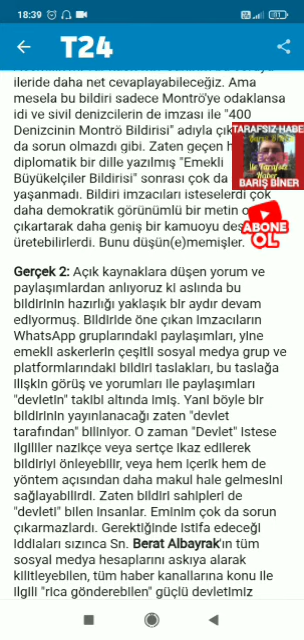 18:39
T24
ileride daha net cevaplayabileceğiz. Ama
mesela bu bildiri sadece Montrö'ye odaklansa
idi ve sivil denizcilerin de imzası ile "400
Denizcinin Montrö Bildirisi" adıyla
da sorun olmazdı gibi. Zaten geçen
diplomatik bir dille yazılmış "Emekli
Büyükelçiler Bildirisi" sonrası çok da
yaşanmadı. Bildiri imzacıları isteselerdi çok
daha demokratik görünümlü bir metin
çıkartarak daha geniş bir kamuoyu
üretebilirlerdi. Bunu düşün(e)memişler.
TARAFSIZ HABE
BARIŞ BİNER
ABONE
OL
Gerçek 2: Açık kaynaklara düşen yorum ve
paylaşımlardan anlıyoruz ki aslında bu
bildirinin hazırlığı yaklaşık bir aydır devam
ediyormuş. Bildiride öne çıkan imzacıların
WhatsApp gruplarındaki paylaşımları, yine
emekli askerlerin çeşitli sosyal medya grup ve
platformlarındaki bildiri taslakları, bu taslağa
ilişkin görüş ve yorumları ile paylaşımları
"devletin" takibi altında imiş. Yani böyle bir
bildirinin yayınlanacağı zaten "devlet
tarafından" biliniyor. O zaman "Devlet" istese
ilgililer nazikçe veya sertçe ikaz edilerek
bildiriyi önleyebilir, veya hem içerik hem de
yöntem açısından daha makul hale gelmesini
sağlayabilirdi. Zaten bildiri sahipleri de
"devleti" bilen insanlar. Eminim çok da sorun
çıkarmazlardı. Gerektiğinde istifa edeceği
iddiaları sızınca Sn. Berat Albayrak'ın tüm
sosyal medya hesaplarını askıya alarak
kilitleyebilen, tüm haber kanallarına konu ile
ilgili "rica gönderebilen" güçlü devletimiz